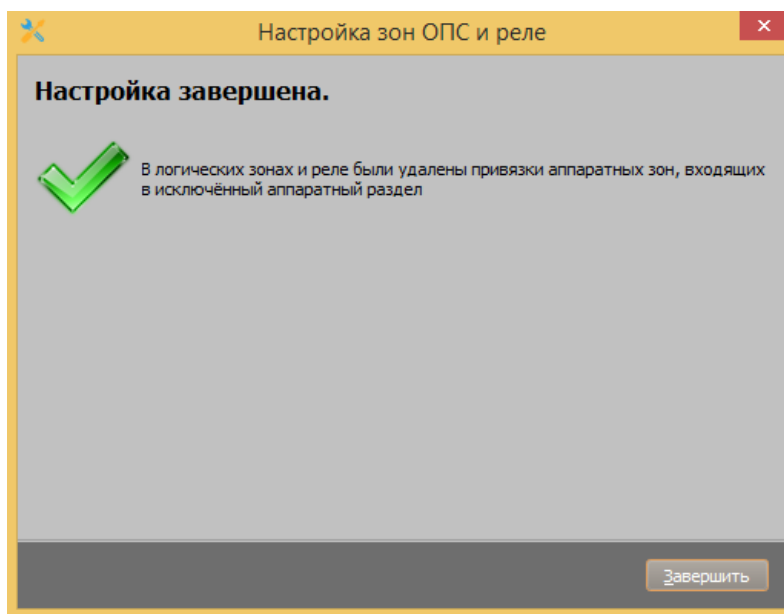 Настройка зон ОПС и реле
Настройка завершена.
В логических зонах и реле были удалены привязки аппаратных зон, входящих
в исключённый аппаратный раздел
Завершить